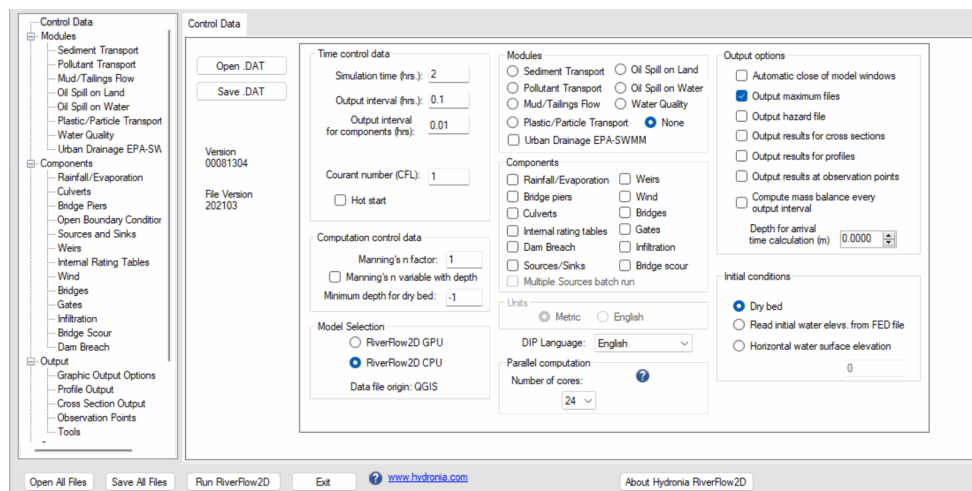 Control Data
Modules
Sediment Transport
Pollutant Transport
Mud/Tailings Flow
Oil Spill on Land
Oil Spill on Water
Plastic/Particle Transport
Water Quality
Urban Drainage EPA-SW
Components
Rainfall/Evaporation
Culverts
Bridge Piers
Open Boundary Condition
Sources and Sinks
Weirs
Internal Rating Tables
Wind
Bridges
Gates
Infiltration
Bridge Scour
Dam Breach
Output
Graphic Output Options
Profile Output
Cross Section Output
Observation Points
Tools
Control Data
Open .DAT
Save .DAT
Version
00081304
File Version
202103
Time control data
Simulation time (hrs.): 2
Output interval (hrs.): 0.1
Output interval
for components (hrs): 0.01
Courant number (CFL): 1
Hot start
Computation control data
Manning's n factor: 1
Manning's n variable with depth
Minimum depth for dry bed: -1
Model Selection
RiverFlow2D GPU
RiverFlow2D CPU
Data file origin: QGIS
Modules
Sediment Transport Oil Spill on Land
Pollutant Transport Oil Spill on Water
Mud/Tailings Flow Water Quality
Plastic/Particle Transport None
Urban Drainage EPA-SWMM
Components
Rainfall/Evaporation Weirs
Bridge piers Wind
Culverts Bridges
Internal rating tables Gates
Dam Breach Infiltration
Sources/Sinks Bridge scour
Multiple Sources batch run
Units
Metric English
DIP Language: English
Parallel computation
Number of cores: ?
24
Output options
Automatic close of model windows
Output maximum files
Output hazard file
Output results for cross sections
Output results for profiles
Output results at observation points
Compute mass balance every
output interval
Depth for arrival
time calculation (m) 0.0000
Initial conditions
Dry bed
Read initial water elevs. from FED file
Horizontal water surface elevation
0
Open All Files Save All Files Run RiverFlow2D Exit ? www.hydronia.com About Hydronia RiverFlow2D